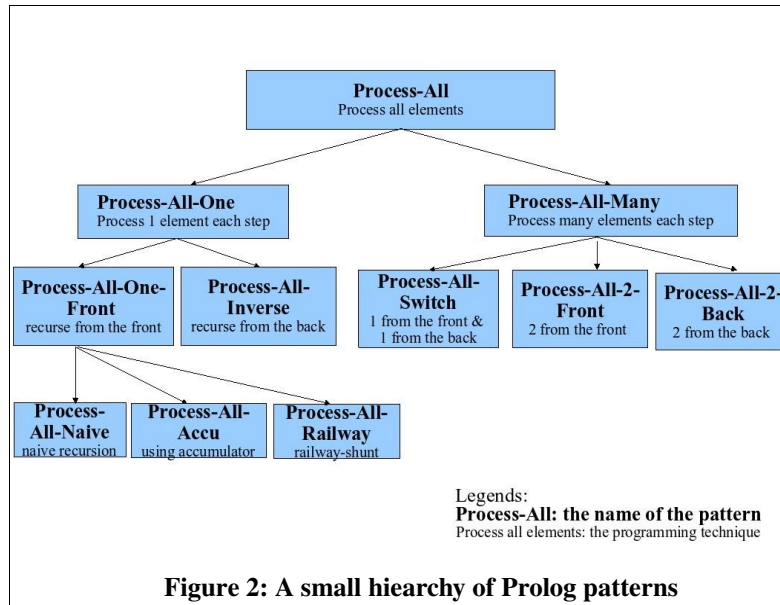 Process-All
Process all elements
Process-All-One
Process 1 element each step
Process-All-Many
Process many elements each step
Process-All-One-
Front
recurse from the front
Process-All-
Inverse
recurse from the back
Process-All-
Switch
1 from the front &
1 from the back
Process-All-2-
Front
2 from the front
Process-All-2-
Back
2 from the back
Process-
All-Naive
naive recursion
Process-All-
Accu
using accumulator
Process-All-
Railway
railway-shunt
Legends:
Process-All: the name of the pattern
Process all elements: the programming technique
Figure 2: A small hiearchy of Prolog patterns